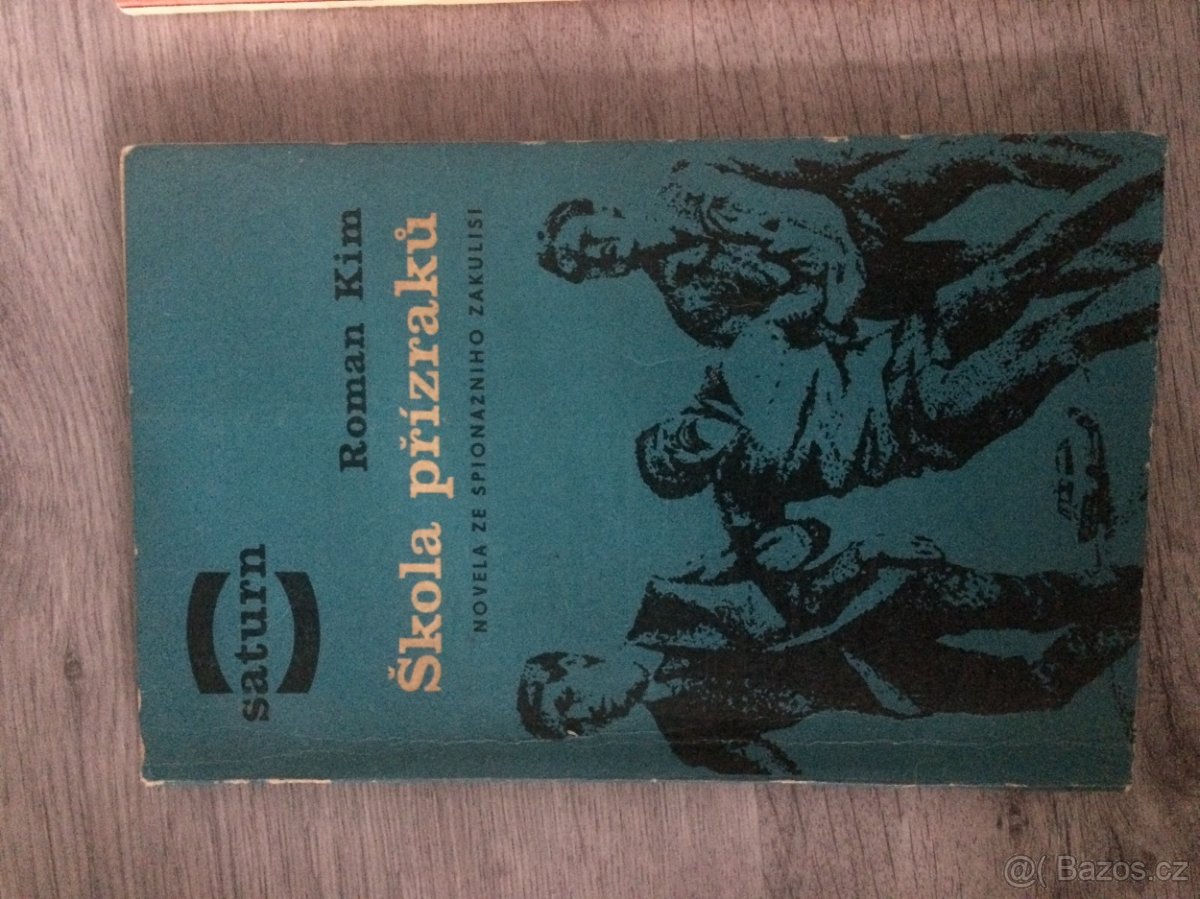 saturn
Roman Kim
Škola přízraků
NOVELA ZE ŠPIONÁŽNÍHO ZÁKULISÍ
@( Bazos.cz